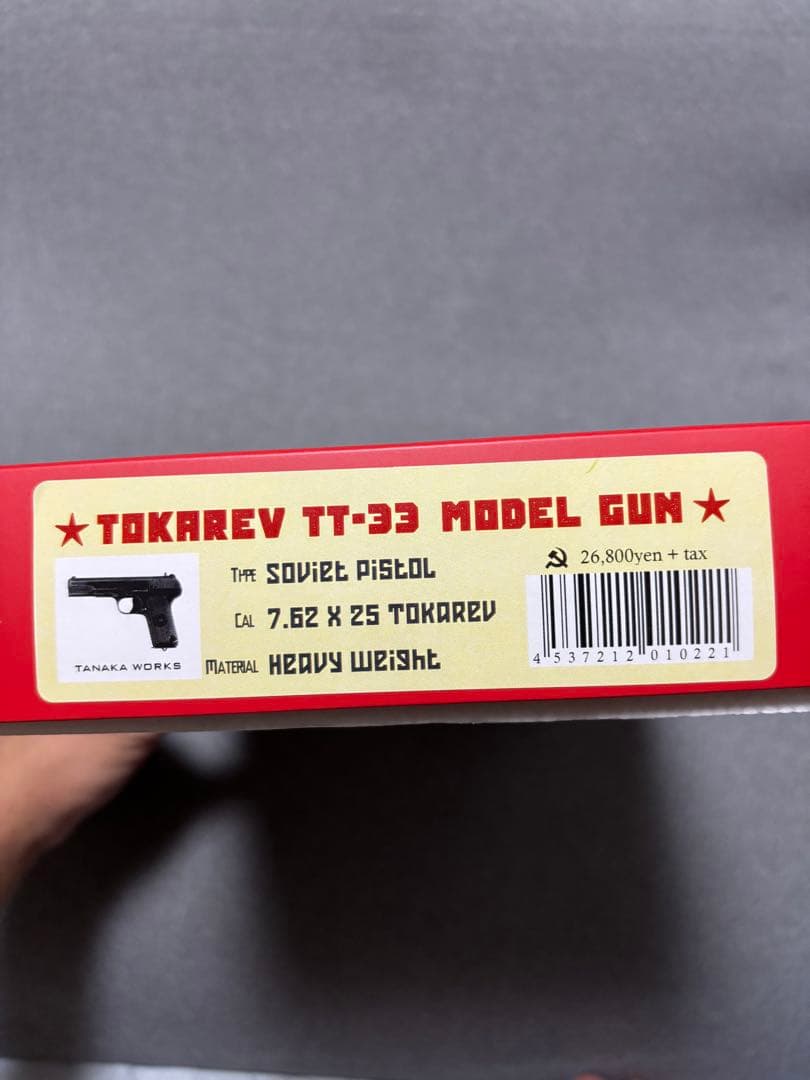 ★TOKAREV TT-33 MODEL GUN★
TYPE SOVIET PISTOL
CAL 7.62 X 25 TOKAREV
MATERIAL HEAVY WEIGHT
TANAKA WORKS
☭ 26,800yen + tax
4 537212 010221